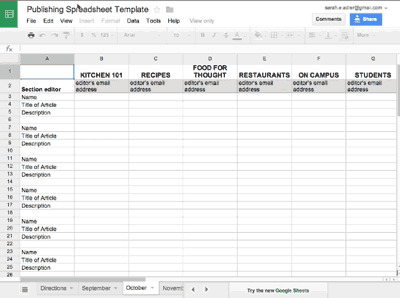 Publishing Spreadsheet Template
sarah.e.adler@gmail.com
File Edit View Insert Format Data Tools Help View only
Comments
Share
fx
A B C D E F G
1 KITCHEN 101 RECIPES FOOD FOR THOUGHT RESTAURANTS ON CAMPUS STUDENTS
2 Section editor editor's email address editor's email address editor's email address editor's email address editor's email address editor's email address
3 Name
4 Title of Article
5 Description
6
7 Name
8 Title of Article
9 Description
10
11 Name
12 Title of Article
13 Description
14
15 Name
16 Title of Article
17 Description
18
19 Name
20 Title of Article
21 Description
22
23 Name
24 Title of Article
25 Description
26
Directions September October Novemb
Try the new Google Sheets